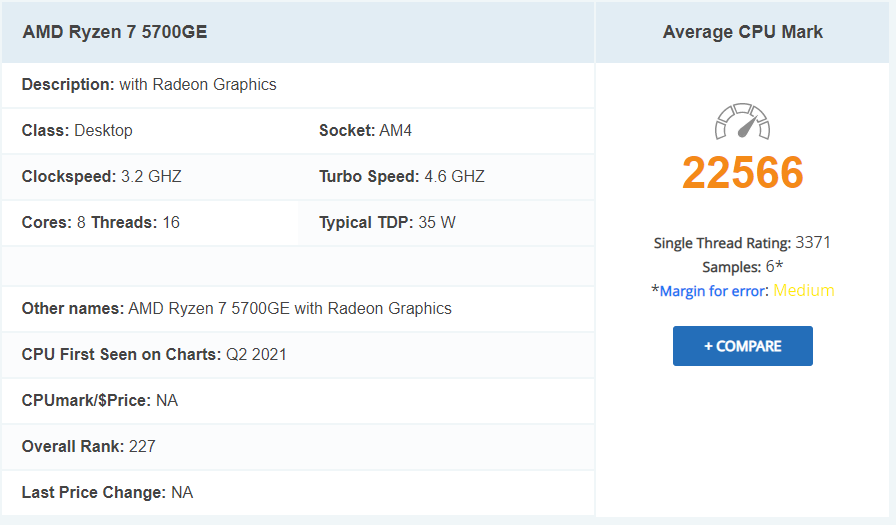 AMD Ryzen 7 5700GE
Average CPU Mark
Description: with Radeon Graphics
Class: Desktop
Socket: AM4
Clockspeed: 3.2 GHZ
Turbo Speed: 4.6 GHZ
Cores: 8 Threads: 16
Typical TDP: 35 W
Other names: AMD Ryzen 7 5700GE with Radeon Graphics
CPU First Seen on Charts: Q2 2021
CPUmark/$Price: NA
Overall Rank: 227
Last Price Change: NA
22566
Single Thread Rating: 3371
Samples: 6*
*Margin for error: Medium
+ COMPARE